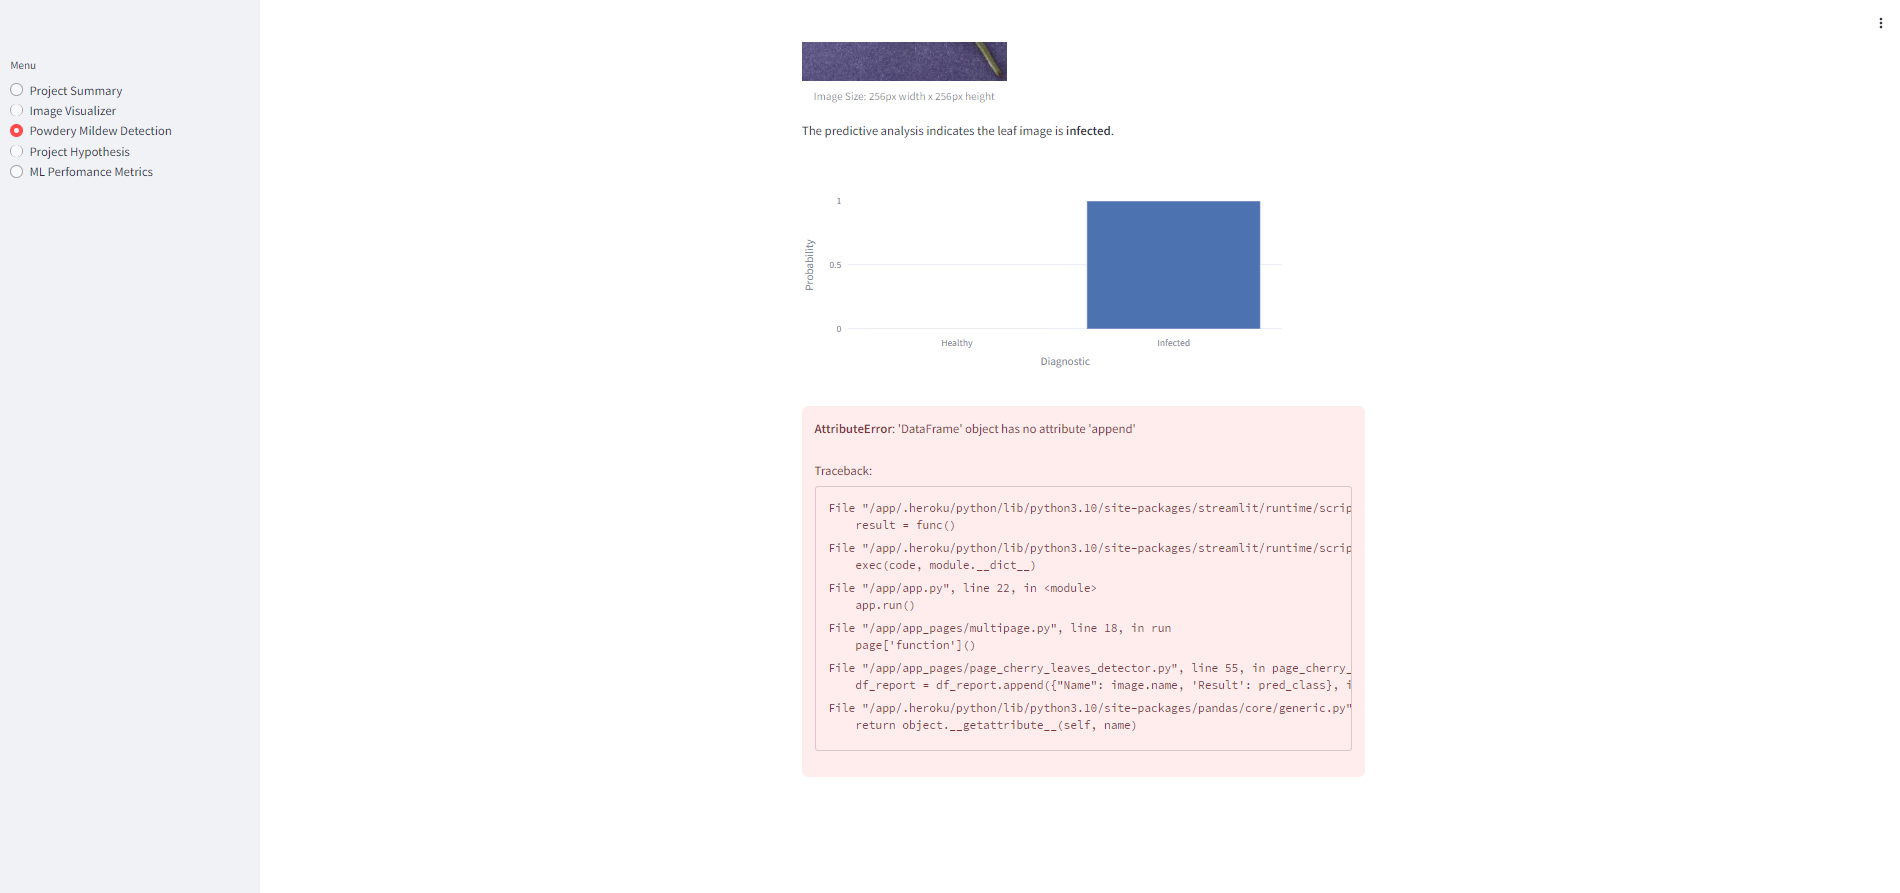 Menu
Project Summary
Image Visualizer
Powdery Mildew Detection
Project Hypothesis
ML Perfomance Metrics
Image Size: 256px width x 256px height
The predictive analysis indicates the leaf image is infected.
1
0.5
0
Probability
Healthy
Infected
Diagnostic
AttributeError: 'DataFrame' object has no attribute 'append'
Traceback:
File "/app/.heroku/python/lib/python3.10/site-packages/streamlit/runtime/scrip
result = func()
File "/app/.heroku/python/lib/python3.10/site-packages/streamlit/runtime/scrip
exec(code, module.__dict__)
File "/app/app.py", line 22, in <module>
app.run()
File "/app/app_pages/multipage.py", line 18, in run
page['function']()
File "/app/app_pages/page_cherry_leaves_detector.py", line 55, in page_cherry_
df_report = df_report.append({"Name": image.name, 'Result': pred_class}, i
File "/app/.heroku/python/lib/python3.10/site-packages/pandas/core/generic.py"
return object.__getattribute__(self, name)